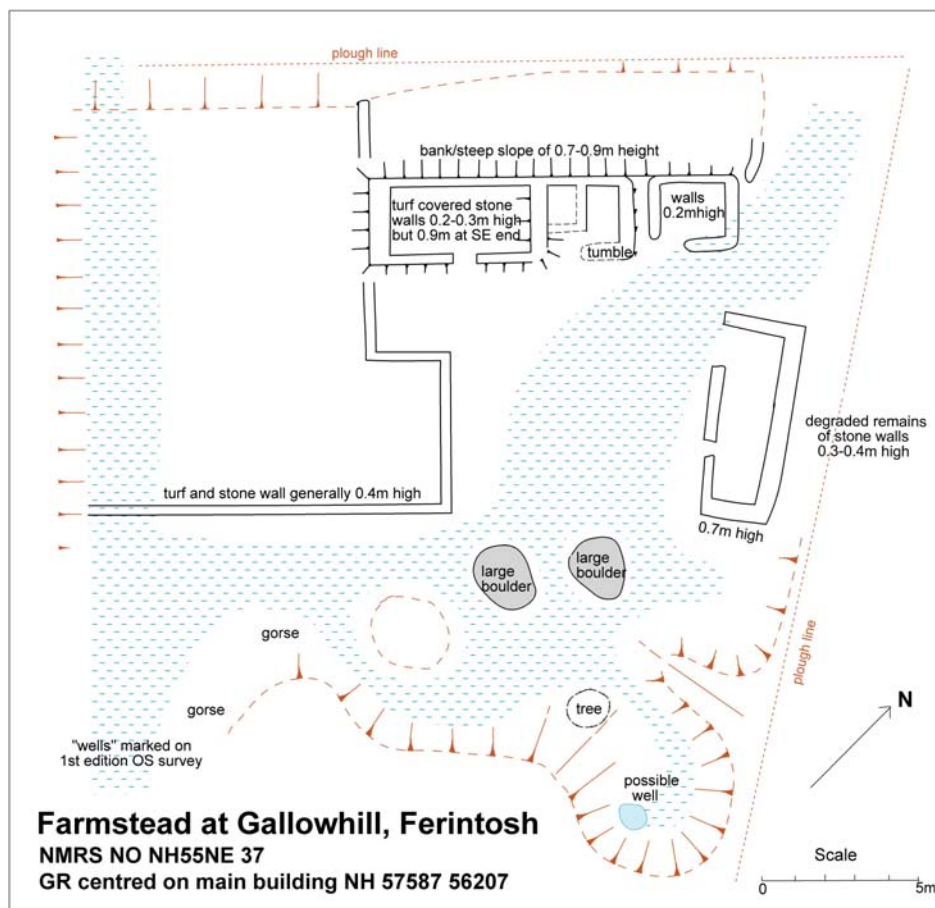 plough line
bank/steep slope of 0.7-0.9m height
turf covered stone
walls 0.2-0.3m high
but 0.9m at SE end
walls
0.2mhigh
tumble
degraded remains
of stone walls
0.3-0.4m high
turf and stone wall generally 0.4m high
0.7m high
large
boulder
large
boulder
gorse
gorse
plough line
tree
N
"wells" marked on
1st edition OS survey
possible
well
Farmstead at Gallowhill, Ferintosh
NMRS NO NH55NE 37
GR centred on main building NH 57587 56207
Scale
0 5m